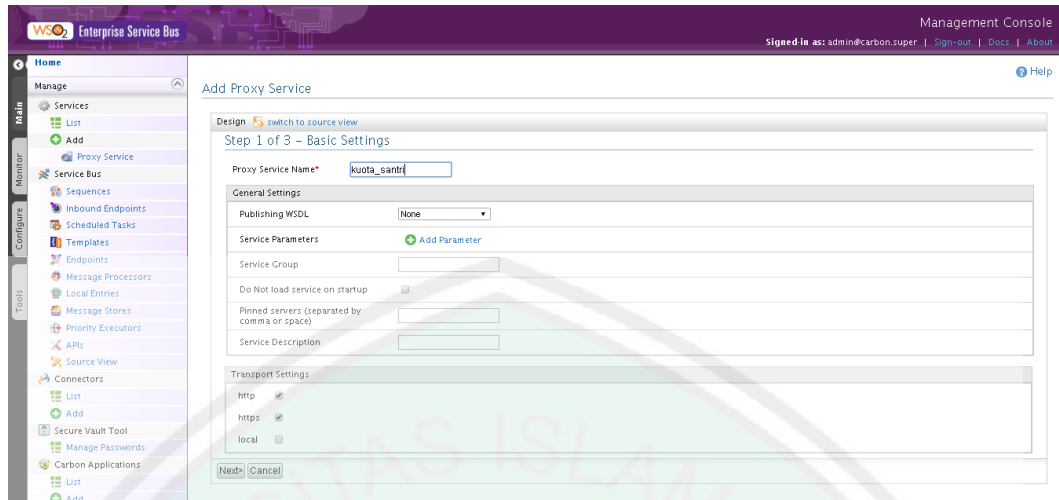 WSO2 Enterprise Service Bus
Management Console
Signed-in as: admin@carbon.super | Sign-out | Docs | About
Main
Monitor
Configure
Tools
Home
Manage
Services
List
Add
Proxy Service
Service Bus
Sequences
Inbound Endpoints
Scheduled Tasks
Templates
Endpoints
Message Processors
Local Entries
Message Stores
Priority Executors
APIs
Source View
Connectors
List
Add
Secure Vault Tool
Manage Passwords
Carbon Applications
List
Add
Help
Add Proxy Service
Design switch to source view
Step 1 of 3 – Basic Settings
Proxy Service Name* kuota_santri
General Settings
Publishing WSDL None
Service Parameters Add Parameter
Service Group
Do Not load service on startup
Pinned servers (separated by
comma or space)
Service Description
Transport Settings
http
https
local
Next> Cancel
ITAS ISLAM